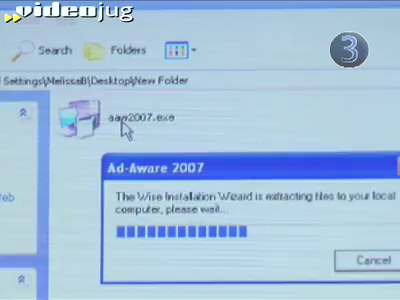 videojug
Search Folders
3
Settings\MelissaB\Desktop\New Folder
aaw2007.exe
Ad-Aware 2007
The Wise Installation Wizard is extracting files to your local
computer, please wait...
Cancel